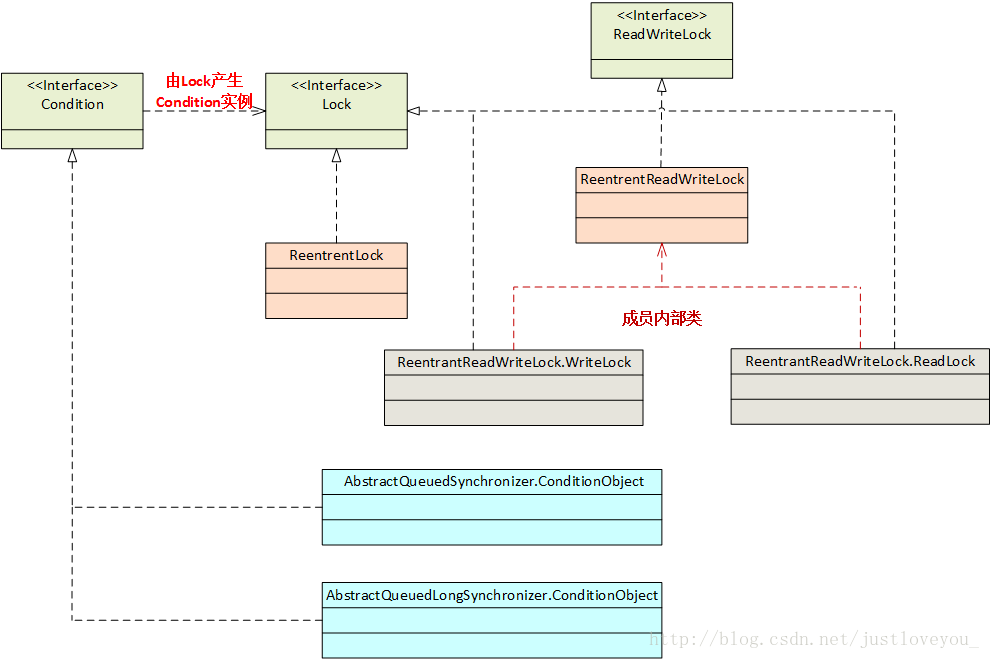 <<Interface>>
ReadWriteLock
<<Interface>>
Condition
由Lock产生
Condition实例
<<Interface>>
Lock
ReentrentReadWriteLock
ReentrentLock
成员内部类
ReentrantReadWriteLock.WriteLock
ReentrantReadWriteLock.ReadLock
AbstractQueuedSynchronizer.ConditionObject
AbstractQueuedLongSynchronizer.ConditionObject
http://blog.csdn.net/justloveyou_